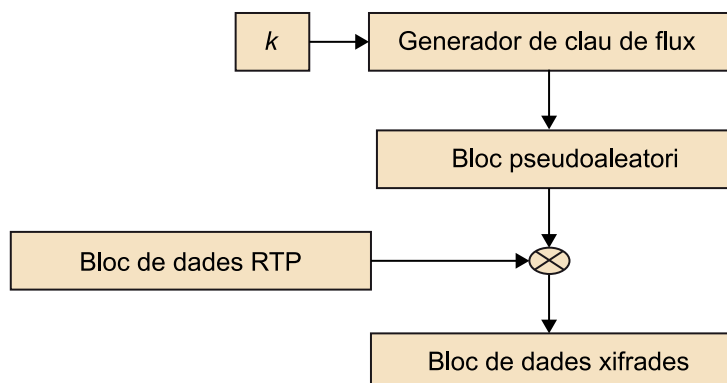 k
Generador de clau de flux
Bloc pseudoaleatori
Bloc de dades RTP
Bloc de dades xifrades